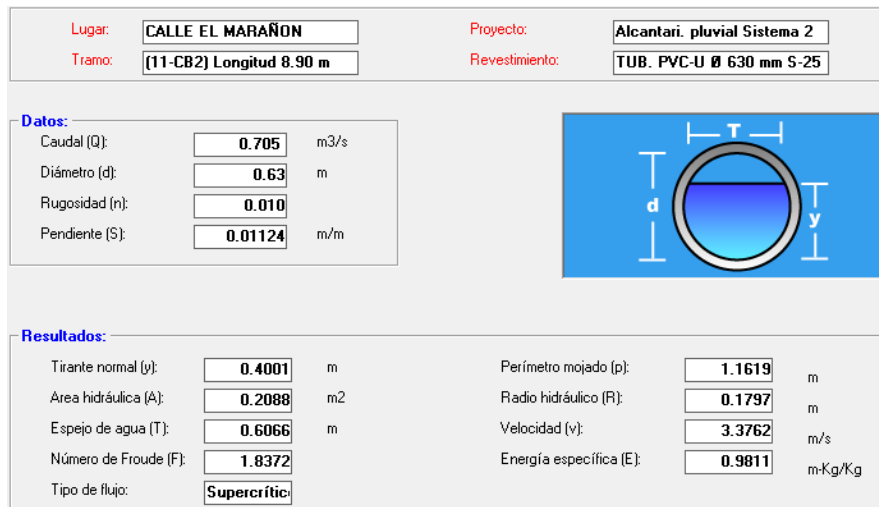 Lugar: CALLE EL MARAÑON Proyecto: Alcantari. pluvial Sistema 2
Tramo: (11-CB2) Longitud 8.90 m Revestimiento: TUB. PVC-U Ø 630 mm S-25
Datos:
Caudal (Q): 0.705 m3/s
Diámetro (d): 0.63 m
Rugosidad (n): 0.010
Pendiente (S): 0.01124 m/m
T
d
y
Resultados:
Tirante normal (y): 0.4001 m Perímetro mojado (p): 1.1619 m
Area hidráulica (A): 0.2088 m2 Radio hidráulico (R): 0.1797 m
Espejo de agua (T): 0.6066 m Velocidad (v): 3.3762 m/s
Número de Froude (F): 1.8372 Energía específica (E): 0.9811 m-Kg/Kg
Tipo de flujo: Supercrític